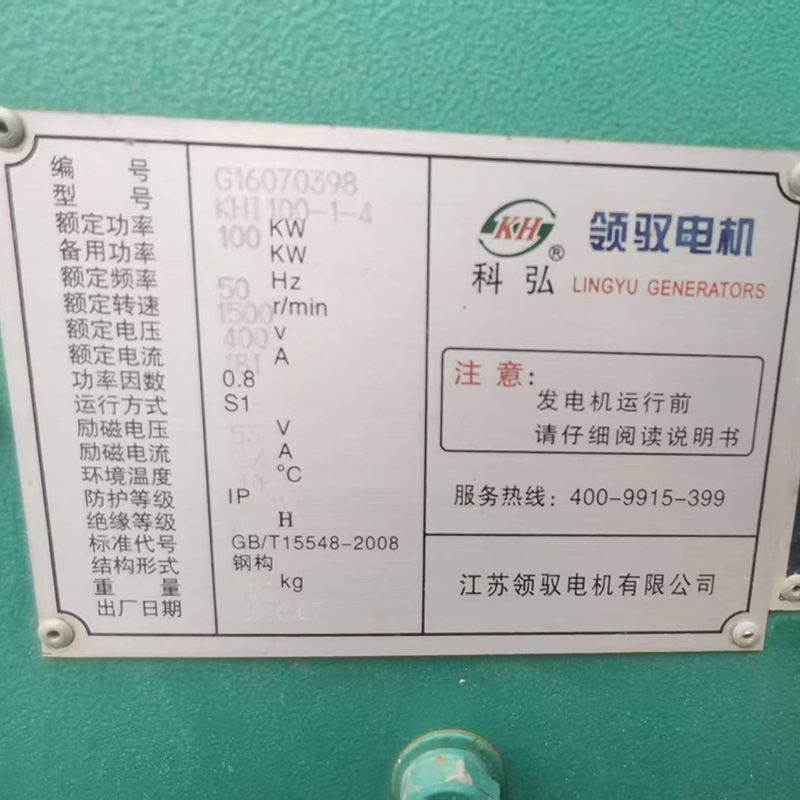 编 号 G16070398
型 号 KHI100-1-4
额定功率 100 KW
备用功率 KW
额定频率 50 Hz
额定转速 1500 r/min
额定电压 400 V
额定电流 181 A
功率因数 0.8
运行方式 S1
励磁电压 53 V
励磁电流 A
环境温度 40 °C
防护等级 IP
绝缘等级 H
标准代号 GB/T15548-2008
结构形式 钢构
重 量 kg
出厂日期
KH ® 领驭电机
科弘 LINGYU GENERATORS
注意:
发电机运行前
请仔细阅读说明书
服务热线: 400-9915-399
江苏领驭电机有限公司